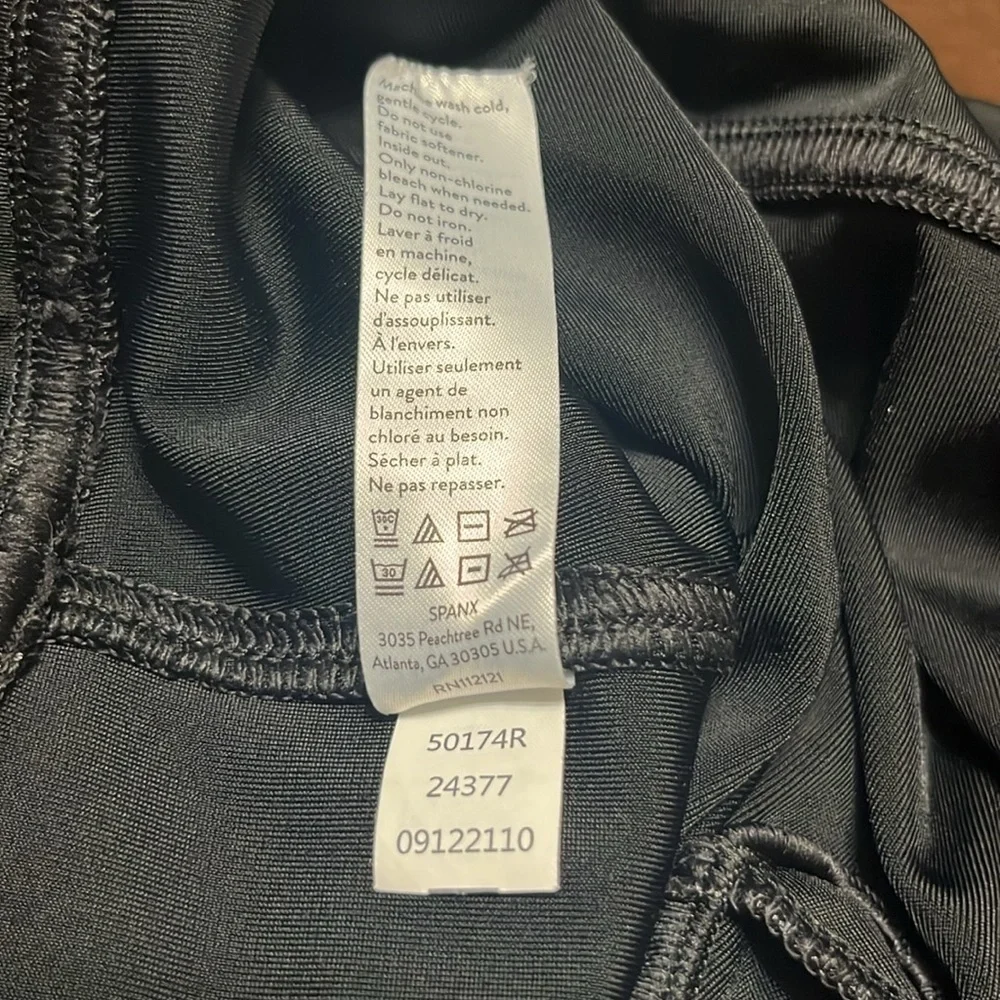 Machine wash cold,
gentle cycle.
Do not use
fabric softener.
Inside out.
Only non-chlorine
bleach when needed.
Lay flat to dry.
Do not iron.
Laver à froid
en machine,
cycle délicat.
Ne pas utiliser
d'assouplissant.
À l'envers.
Utiliser seulement
un agent de
blanchiment non
chloré au besoin.
Sécher à plat.
Ne pas repasser.
30C
30
SPANX
3035 Peachtree Rd NE,
Atlanta, GA 30305 U.S.A.
RN112121
50174R
24377
09122110